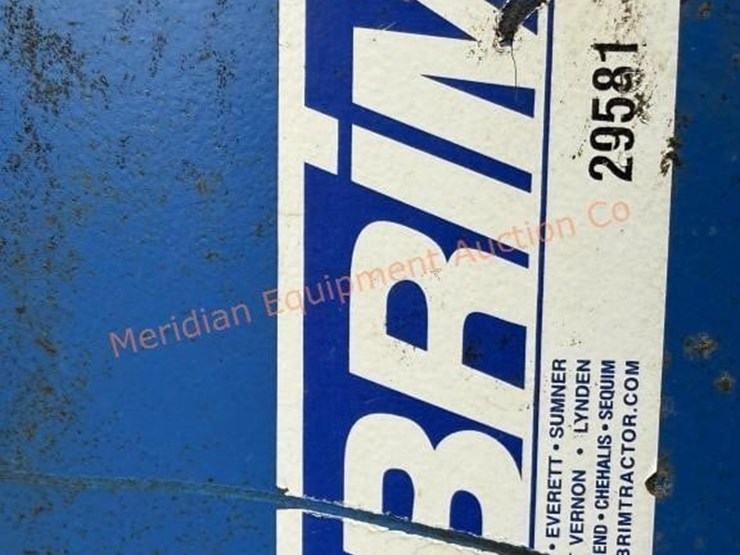 BRIM
29581
• EVERETT • SUMNER
VERNON • LYNDEN
END • CHEHALIS • SEQUIM
BRIMTRACTOR.COM
Meridian Equipment Auction Co